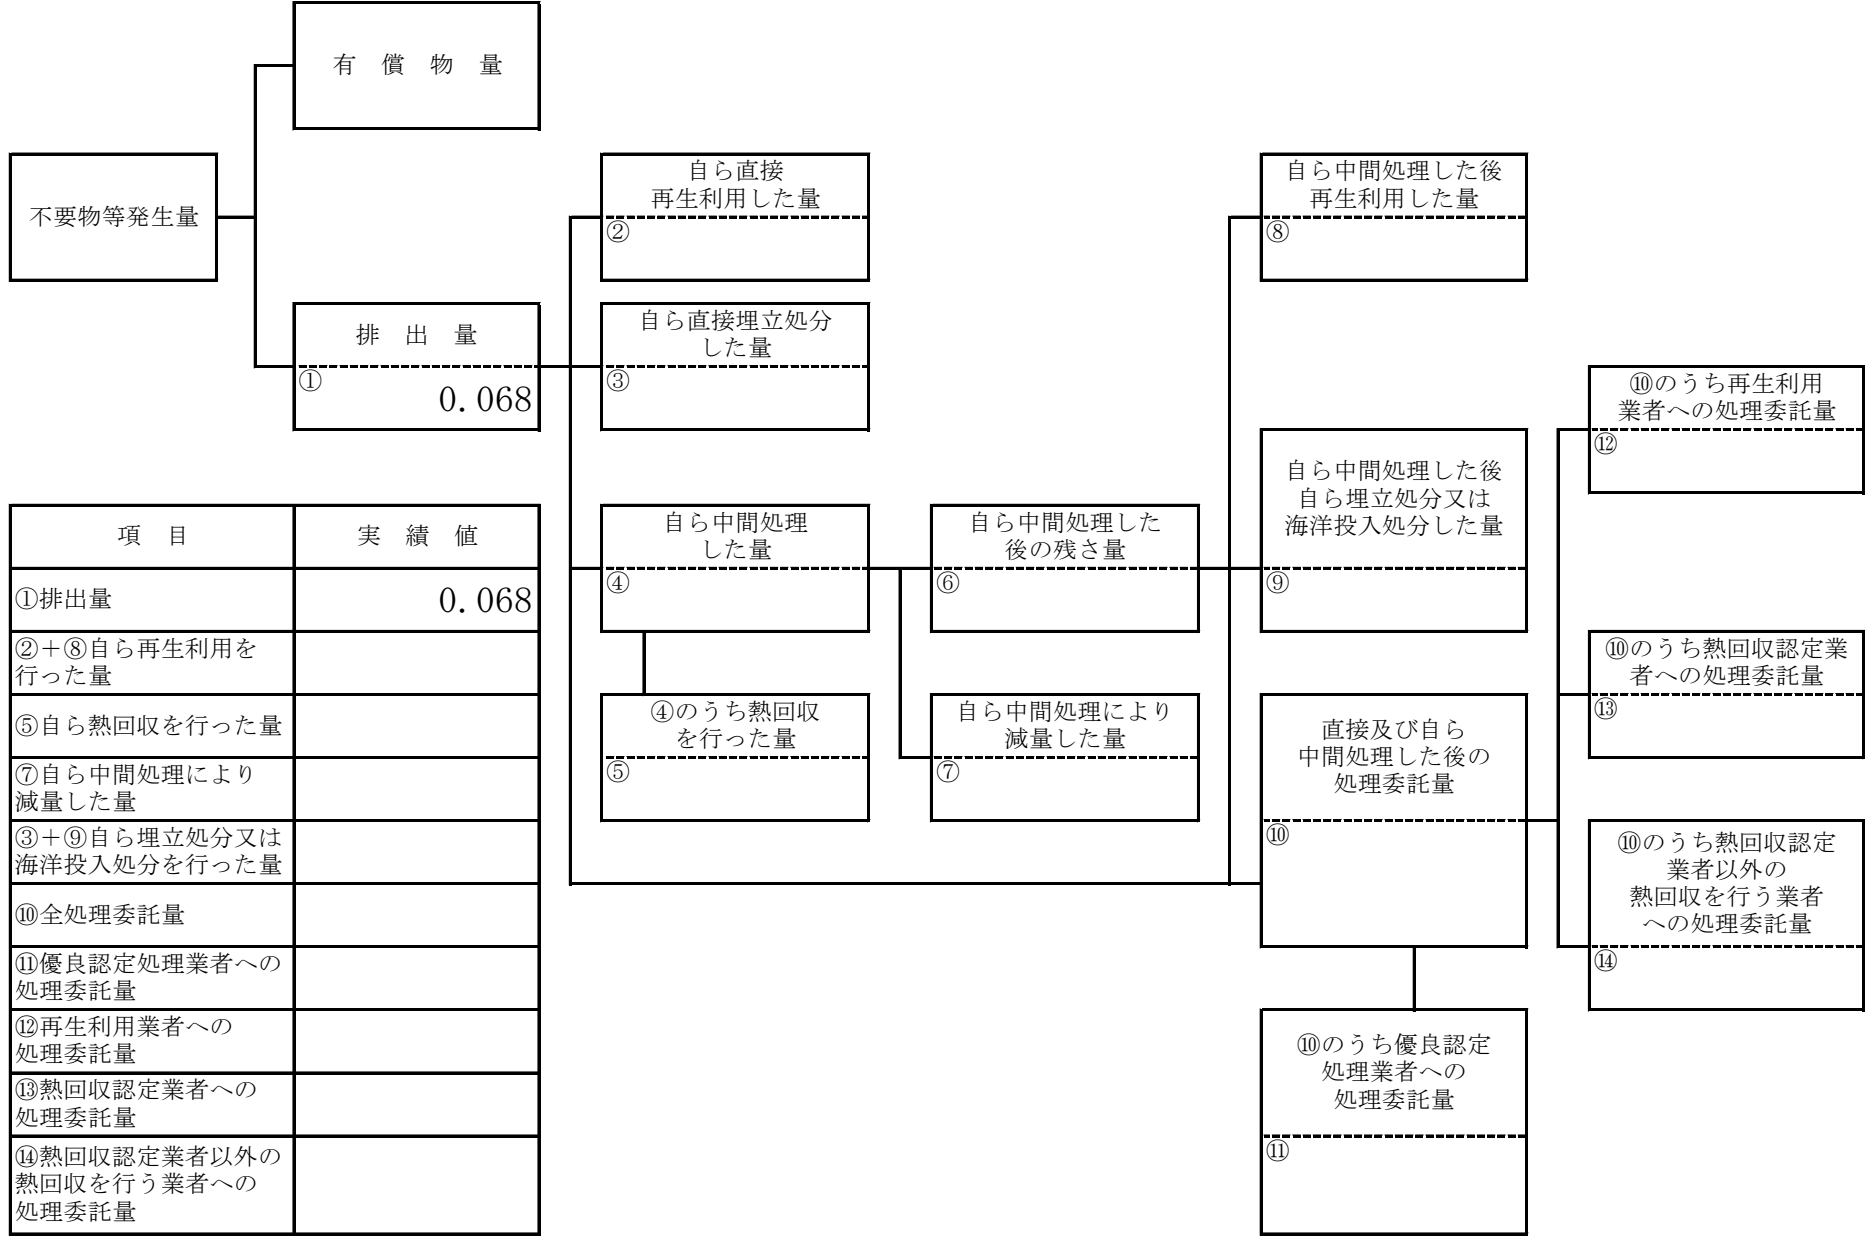 有　償　物　量
不要物等発生量
排　出　量
①
0.068
自ら直接
再生利用した量
②
自ら直接埋立処分
した量
③
自ら中間処理
した量
④
④のうち熱回収
を行った量
⑤
自ら中間処理した
後の残さ量
⑥
自ら中間処理により
減量した量
⑦
自ら中間処理した後
再生利用した量
⑧
自ら中間処理した後
自ら埋立処分又は
海洋投入処分した量
⑨
直接及び自ら
中間処理した後の
処理委託量
⑩
⑩のうち優良認定
処理業者への
処理委託量
⑪
⑩のうち再生利用
業者への処理委託量
⑫
⑩のうち熱回収認定業
者への処理委託量
⑬
⑩のうち熱回収認定
業者以外の
熱回収を行う業者
への処理委託量
⑭
項　目　実　績　値
①排出量　0.068
②＋⑧自ら再生利用を
行った量
⑤自ら熱回収を行った量
⑦自ら中間処理により
減量した量
③＋⑨自ら埋立処分又は
海洋投入処分を行った量
⑩全処理委託量
⑪優良認定処理業者への
処理委託量
⑫再生利用業者への
処理委託量
⑬熱回収認定業者への
処理委託量
⑭熱回収認定業者以外の
熱回収を行う業者への
処理委託量